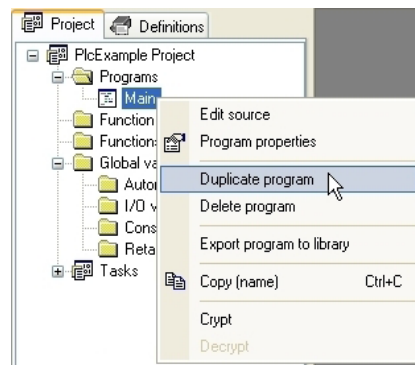 Project Definitions
PlcExample Project
Programs
Main
Edit source
Function
Program properties
Function
Global va
Duplicate program
Autor
Delete program
I/O v
Export program to library
Cons
Reta
Tasks
Copy (name) Ctrl+C
Crypt
Decrypt